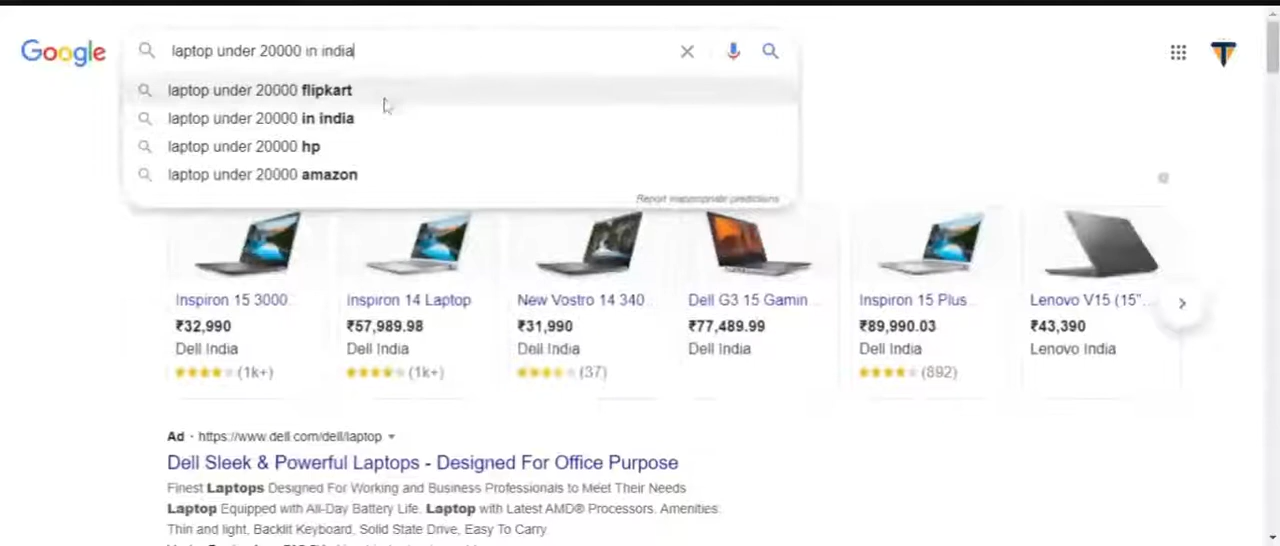 Google
laptop under 20000 in india
laptop under 20000 flipkart
laptop under 20000 in india
laptop under 20000 hp
laptop under 20000 amazon
Report inappropriate predictions
Inspiron 15 3000 Inspiron 14 Laptop New Vostro 14 340... Dell G3 15 Gamin... Inspiron 15 Plus... Lenovo V15 (15"...
₹32,990 ₹57,989.98 ₹31,990 ₹77,489.99 ₹89,990.03 ₹43,390
Dell India Dell India Dell India Dell India Dell India Lenovo India
(1k+) (1k+) (37) (892)
Ad · https://www.dell.com/dell/laptop
Dell Sleek & Powerful Laptops - Designed For Office Purpose
Finest Laptops Designed For Working and Business Professionals to Meet Their Needs
Laptop Equipped with All-Day Battery Life. Laptop with Latest AMD® Processors. Amenities:
Thin and light, Backlit Keyboard, Solid State Drive, Easy To Carry.